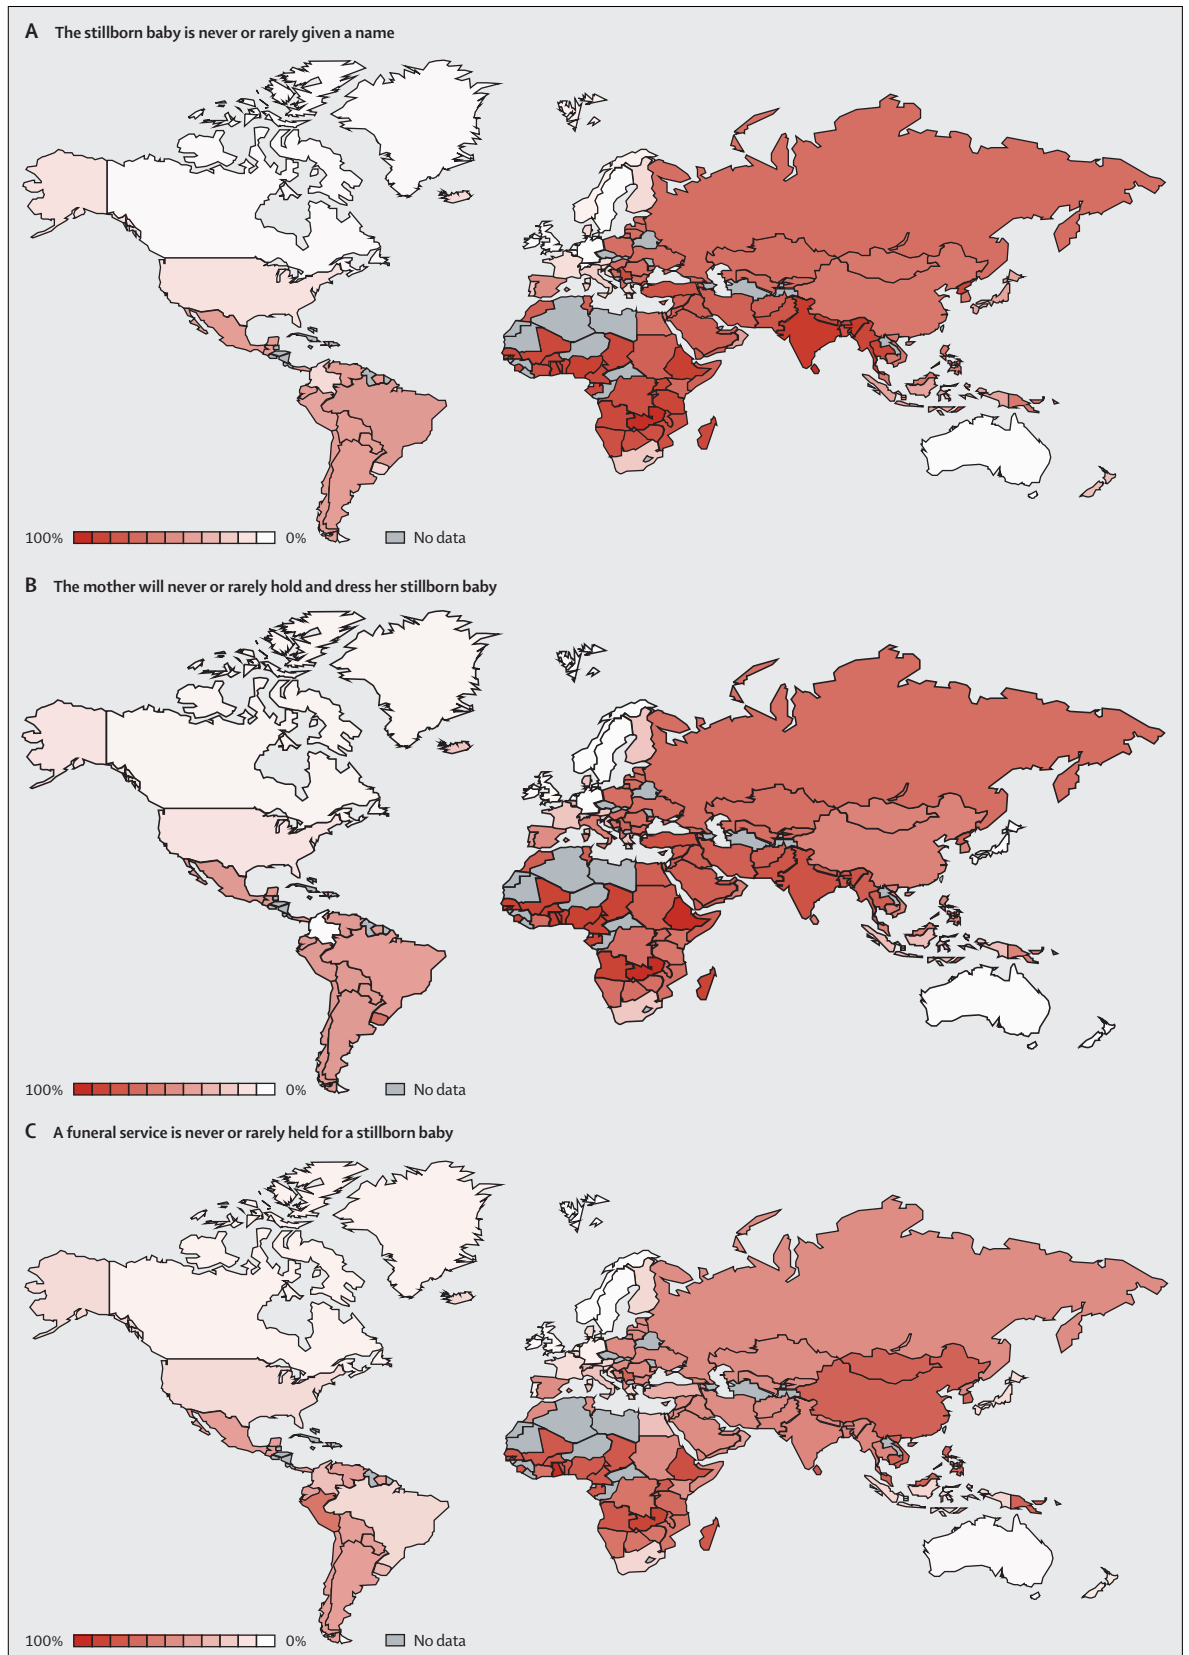 A The stillborn baby is never or rarely given a name
100% 0% No data
B The mother will never or rarely hold and dress her stillborn baby
100% 0% No data
C A funeral service is never or rarely held for a stillborn baby
100% 0% No data